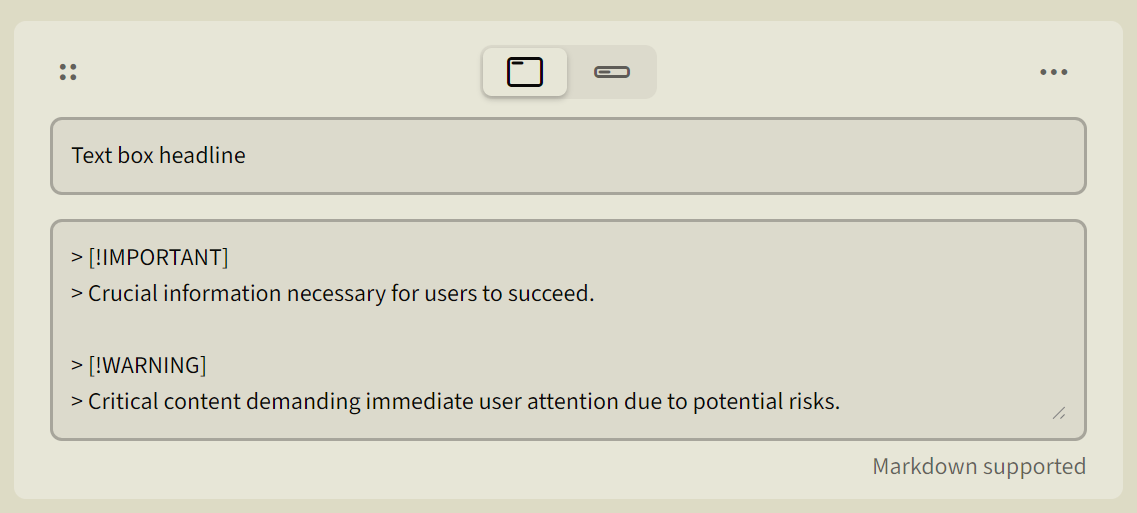 Text box headline
> [!IMPORTANT]
> Crucial information necessary for users to succeed.
> [!WARNING]
> Critical content demanding immediate user attention due to potential risks.
Markdown supported